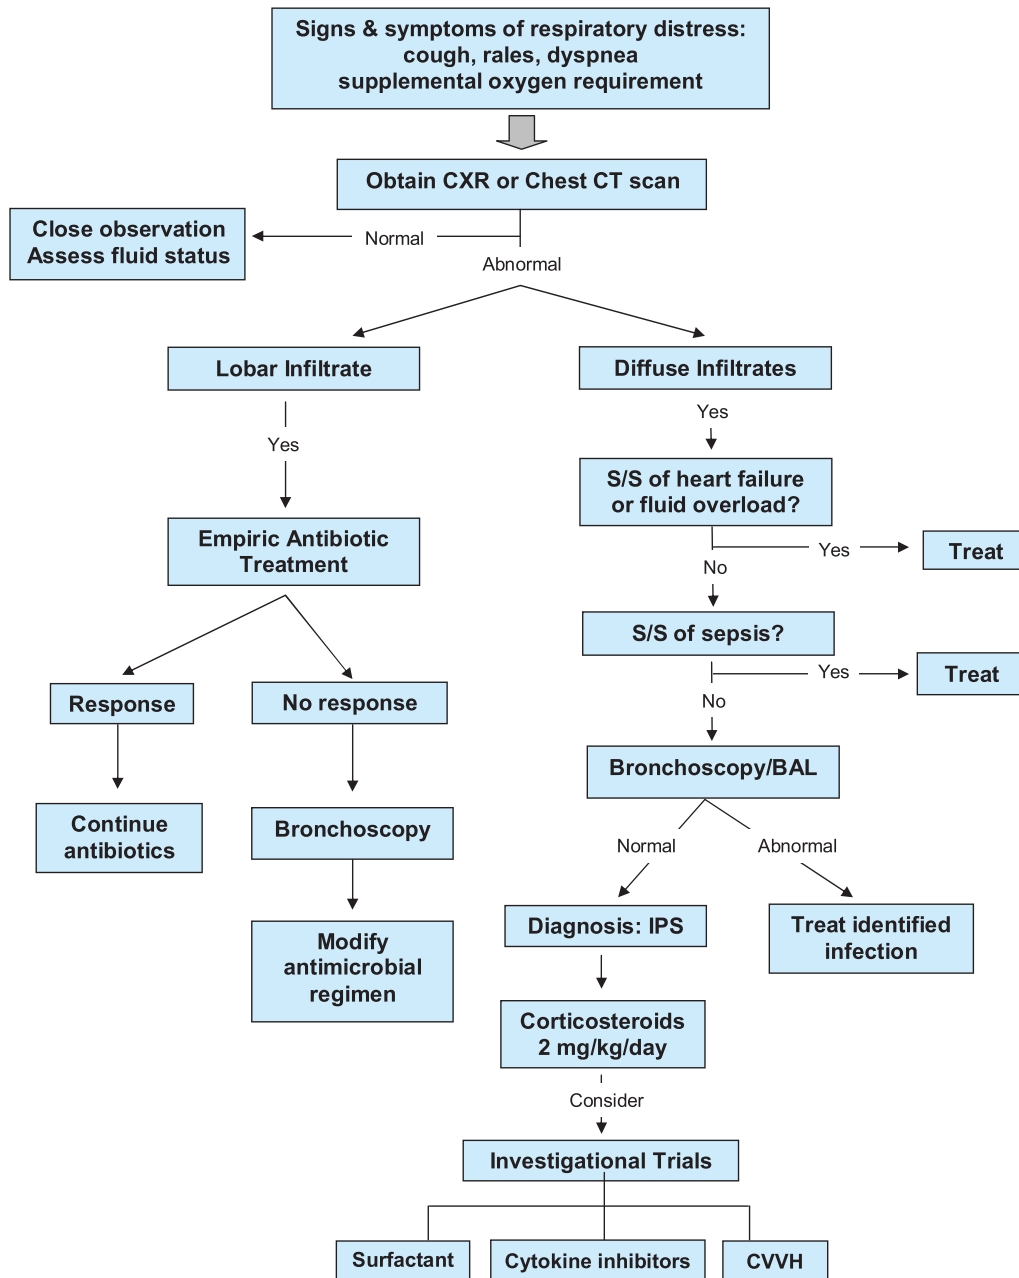 Signs & symptoms of respiratory distress:
cough, rales, dyspnea
supplemental oxygen requirement
Obtain CXR or Chest CT scan
Close observation
Assess fluid status
Normal
Abnormal
Lobar Infiltrate
Diffuse Infiltrates
Yes
Yes
S/S of heart failure
or fluid overload?
Empiric Antibiotic
Treatment
Yes
Treat
No
S/S of sepsis?
Yes
Treat
No
Response
No response
Bronchoscopy/BAL
Continue
antibiotics
Bronchoscopy
Normal
Abnormal
Modify
antimicrobial
regimen
Diagnosis: IPS
Treat identified
infection
Corticosteroids
2 mg/kg/day
Consider
Investigational Trials
Surfactant
Cytokine inhibitors
CVVH